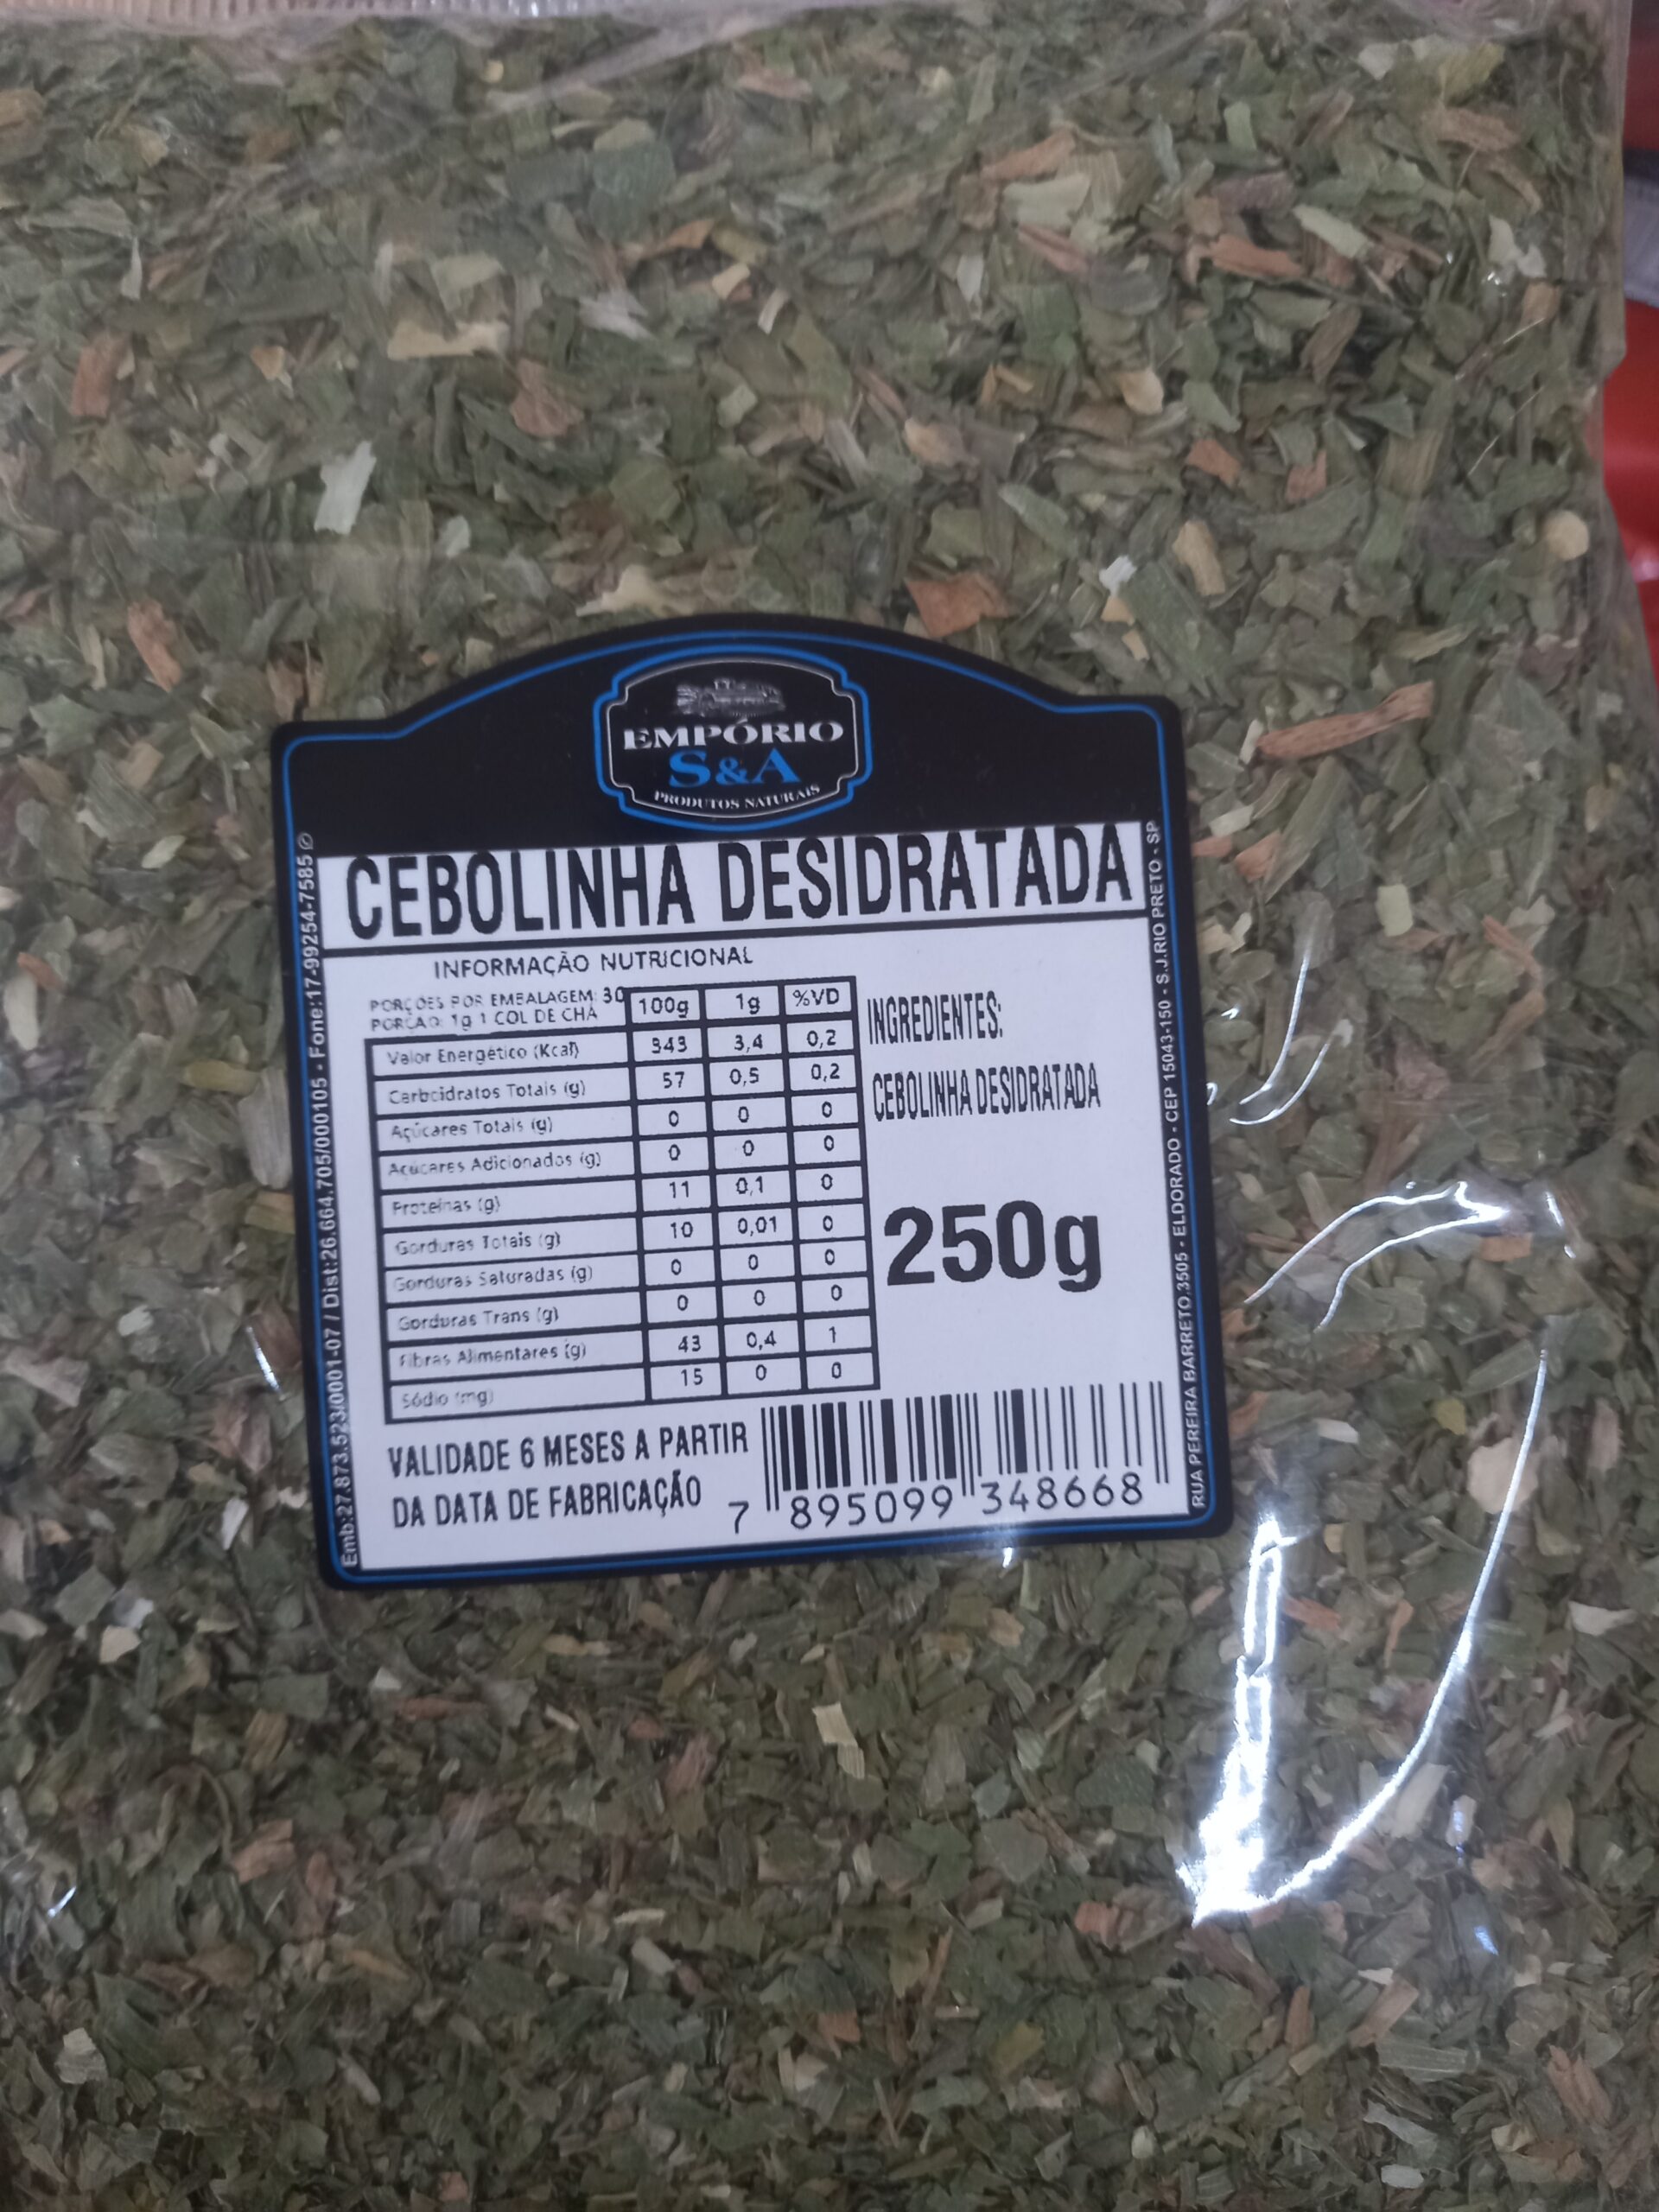 EMPÓRIO
S&A
PRODUTOS NATURAIS
CEBOLINHA DESIDRATADA
INFORMAÇÃO NUTRICIONAL
PORÇÕES POR EMBALAGEM: 30
PORÇÃO: 1g 1 COL DE CHÁ
100g 1g %VD
Valor Energético (Kcal) 343 3,4 0,2
Carboidratos Totais (g) 57 0,5 0,2
Açúcares Totais (g) 0 0 0
Açúcares Adicionados (g) 0 0 0
Proteínas (g) 11 0,1 0
Gorduras Totais (g) 10 0,01 0
Gorduras Saturadas (g) 0 0 0
Gorduras Trans (g) 0 0 0
Fibras Alimentares (g) 43 0,4 1
Sódio (mg) 15 0 0
INGREDIENTES:
CEBOLINHA DESIDRATADA
250g
VALIDADE 6 MESES A PARTIR
DA DATA DE FABRICAÇÃO
7 895099 348668
Emb:27.873.523/0001-07 / Dist:26.664.705/000105 - Fone:17-99254-7585
RUA PEREIRA BARRETO,3505 - ELDORADO - CEP 15043-150 - S.J.RIO PRETO - SP